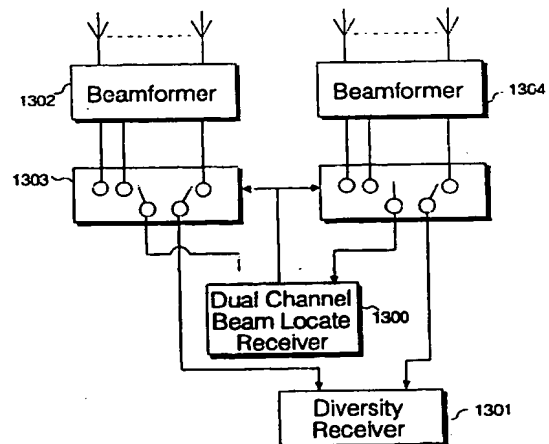 1302
Beamformer
Beamformer
1304
1303
Dual Channel
Beam Locate
Receiver
1300
Diversity
Receiver
1301